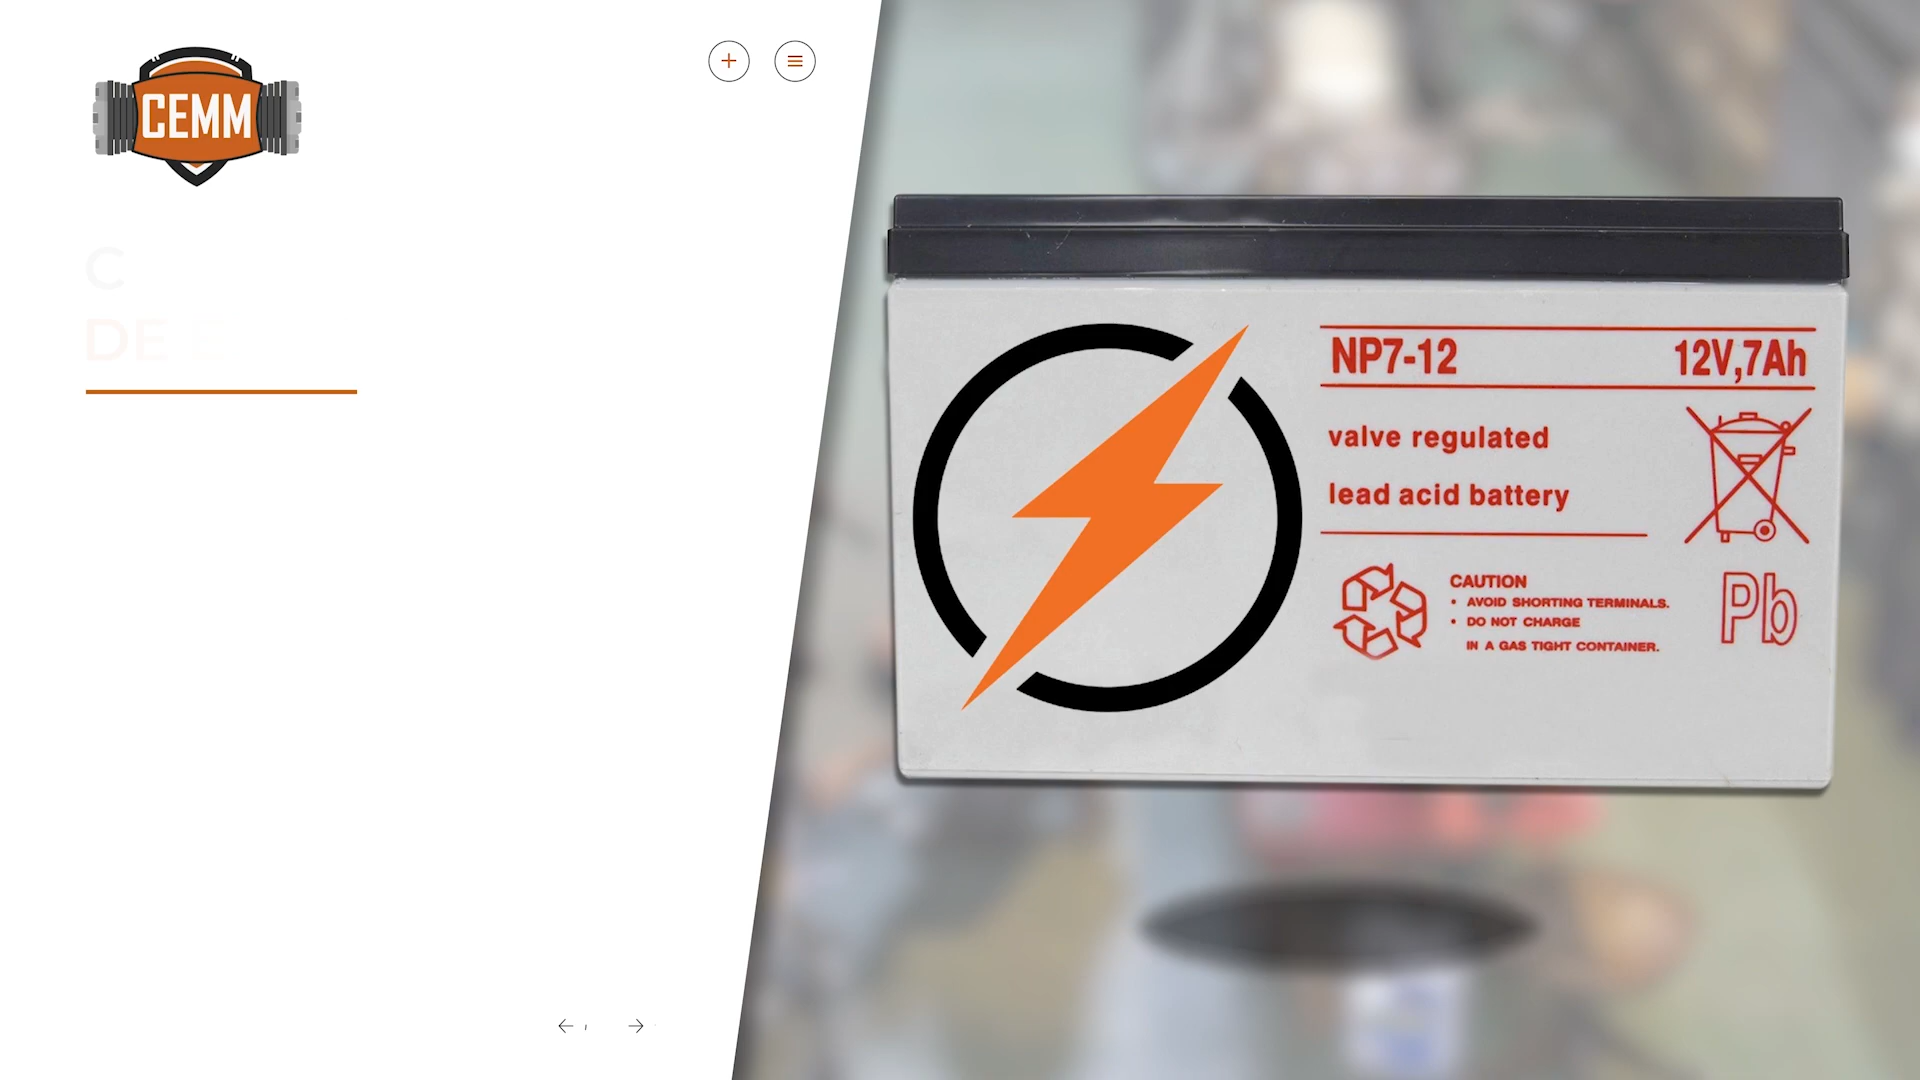 CEMM
C
DE E
NP7-12 12V,7Ah
valve regulated
lead acid battery
CAUTION
• AVOID SHORTING TERMINALS.
• DO NOT CHARGE
IN A GAS TIGHT CONTAINER.
Pb